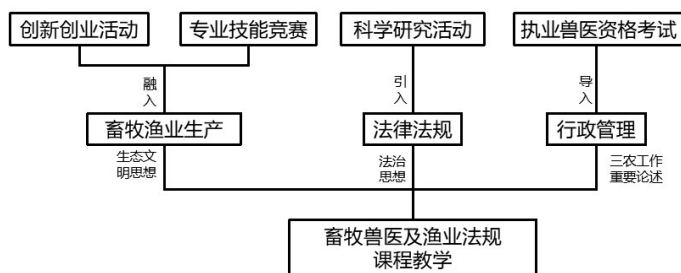 创新创业活动
专业技能竞赛
科学研究活动
执业兽医资格考试
融入
引入
导入
畜牧渔业生产
法律法规
行政管理
生态文
明思想
法治
思想
三农工作
重要论述
畜牧兽医及渔业法规
课程教学